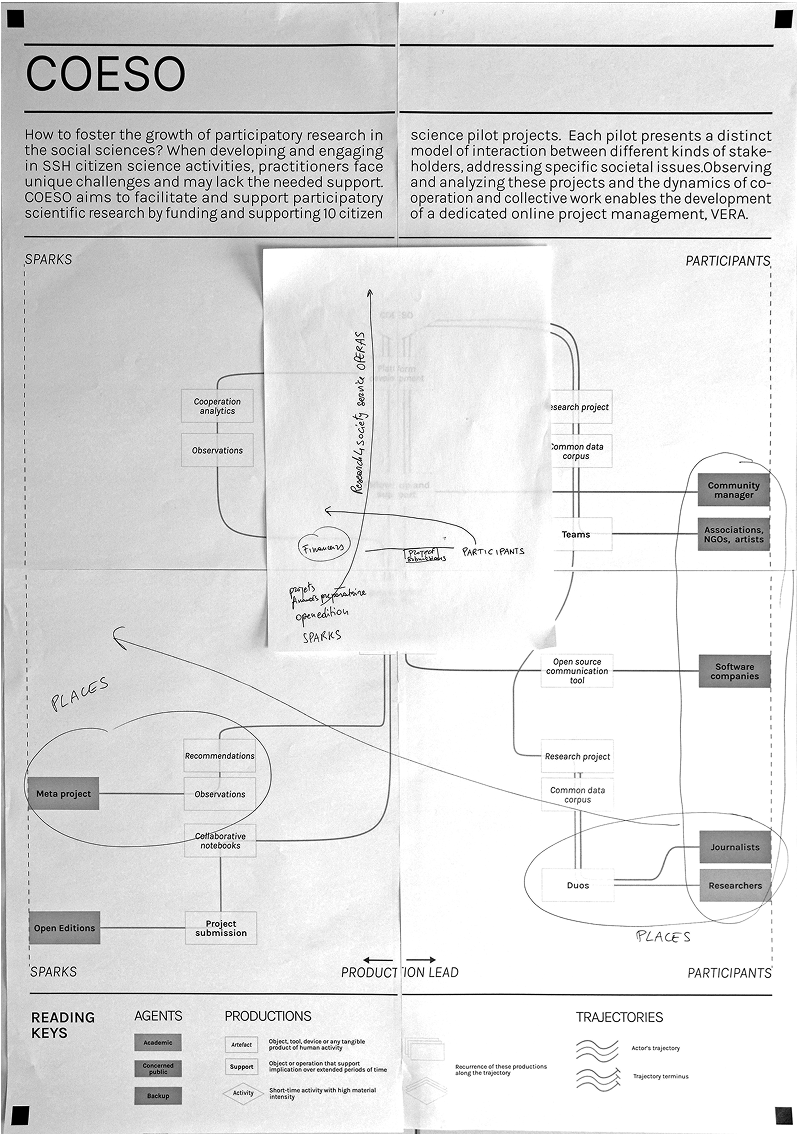 COESO
How to foster the growth of participatory research in
the social sciences? When developing and engaging
in SSH citizen science activities, practitioners face
unique challenges and may lack the needed support.
COESO aims to facilitate and support participatory
scientific research by funding and supporting 10 citizen
science pilot projects. Each pilot presents a distinct
model of interaction between different kinds of stake-
holders, addressing specific societal issues.Observing
and analyzing these projects and the dynamics of co-
operation and collective work enables the development
of a dedicated online project management, VERA.
SPARKS
PARTICIPANTS
Research 4 society service OPERAS
Cooperation
analytics
Observations
esearch project
Common data
corpus
Community
manager
Teams
Associations,
NGOs, artists
Financers
Project
submissions
PARTICIPANTS
projets
openedition
SPARKS
Open source
communication
tool
Software
companies
PLACES
Recommendations
Meta project
Observations
Collaborative
notebooks
Research project
Common data
corpus
Journalists
Duos
Researchers
Open Editions
Project
submission
PLACES
SPARKS
PRODUCTION LEAD
PARTICIPANTS
READING
KEYS
AGENTS
Academic
Concerned
public
Backup
PRODUCTIONS
Artefact
Object, tool, device or any tangible
product of human activity
Support
Object or operation that support
implication over extended periods of time
Activity
Short-time activity with high material
intensity
Recurrence of these productions
along the trajectory
TRAJECTORIES
Actor's trajectory
Trajectory terminus